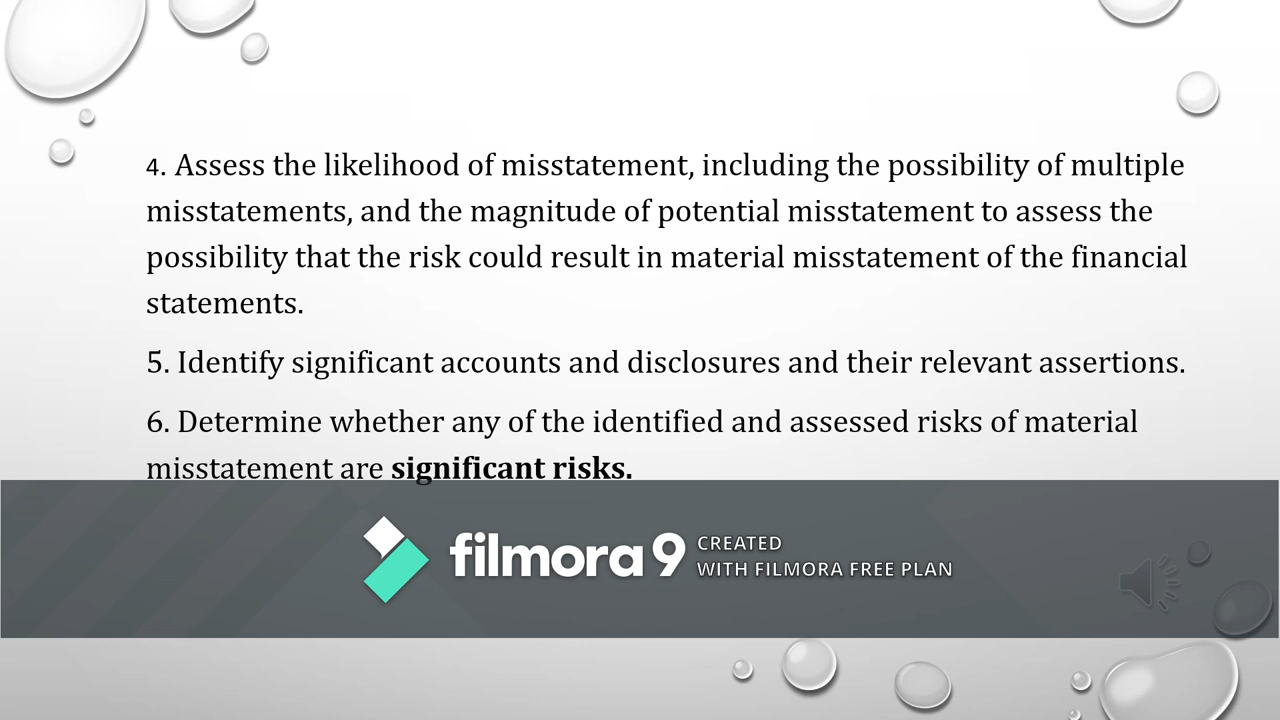 4. Assess the likelihood of misstatement, including the possibility of multiple
misstatements, and the magnitude of potential misstatement to assess the
possibility that the risk could result in material misstatement of the financial
statements.
5. Identify significant accounts and disclosures and their relevant assertions.
6. Determine whether any of the identified and assessed risks of material
misstatement are significant risks.
filmora 9 CREATED
WITH FILMORA FREE PLAN